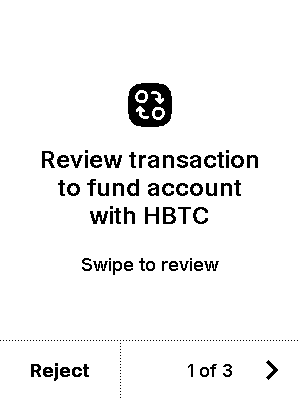 Review transaction
to fund account
with HBTC
Swipe to review
Reject
1 of 3